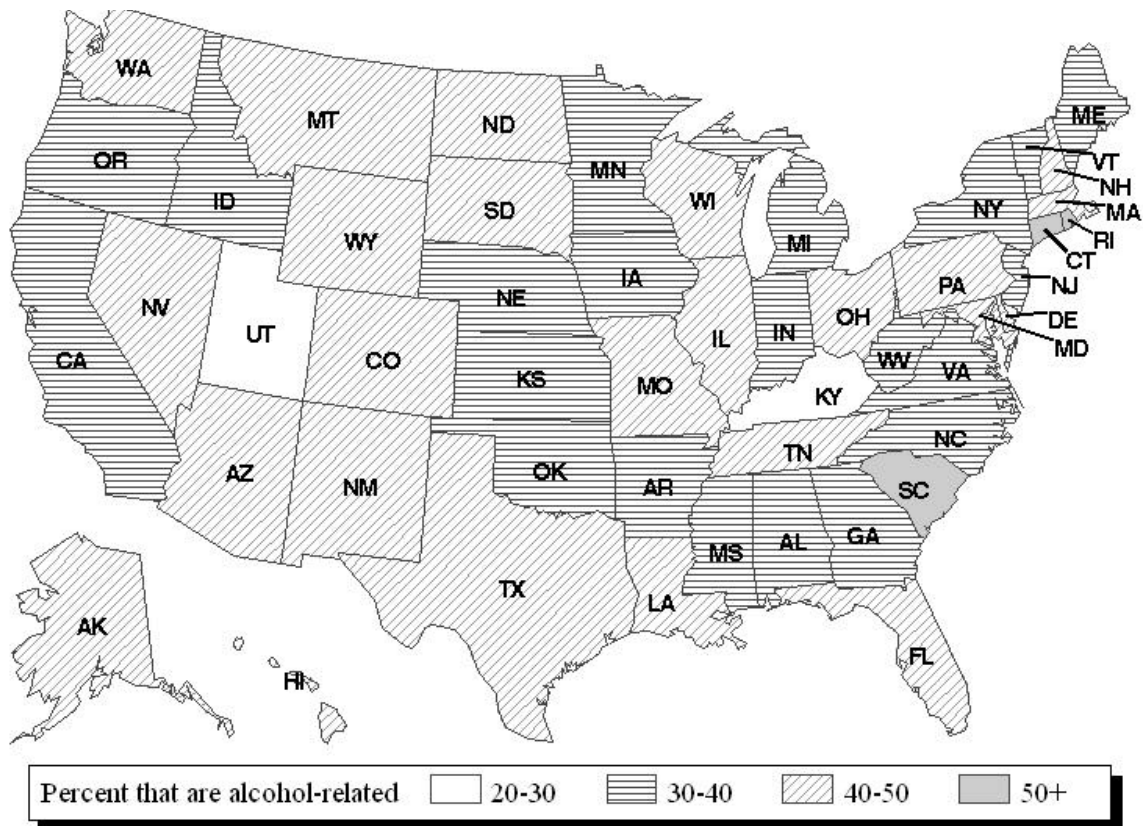 WA
MT
ND
MN
ME
OR
ID
SD
WI
VT
NH
MA
NY
RI
CT
WY
MI
IA
PA
NJ
NE
NV
OH
DE
MD
UT
IL
IN
CO
WV
VA
CA
KS
MO
KY
NC
TN
AZ
NM
OK
AR
SC
MS
AL
GA
TX
LA
AK
FL
HI
Percent that are alcohol-related 20-30 30-40 40-50 50+